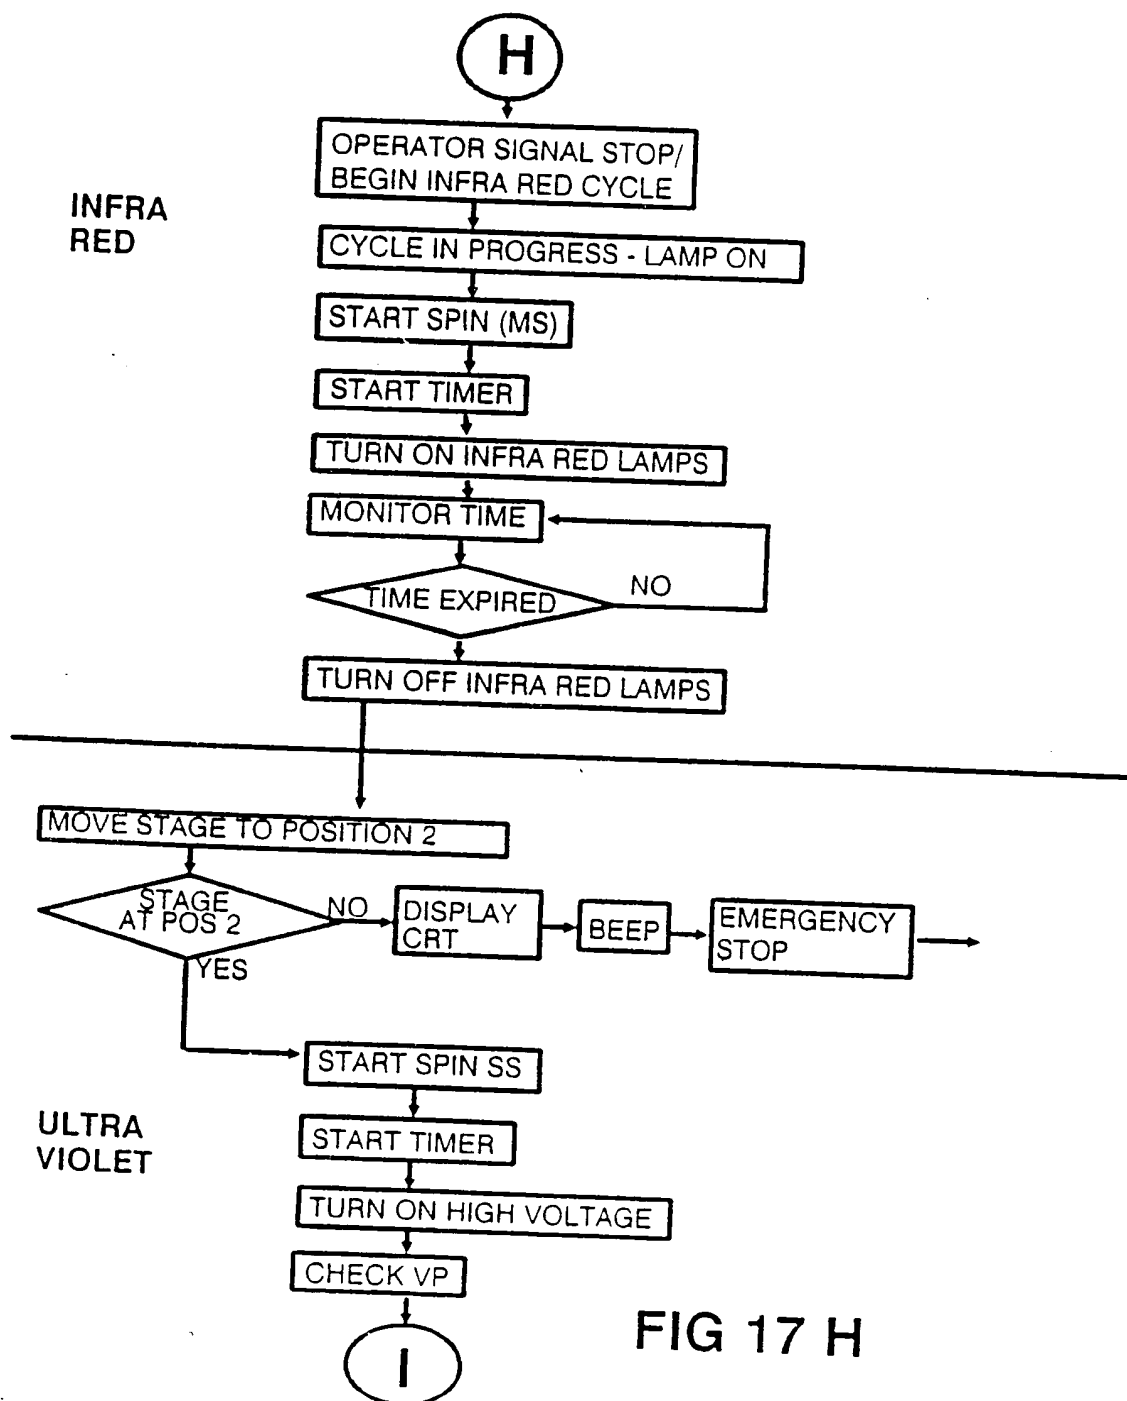 H
OPERATOR SIGNAL STOP/
BEGIN INFRA RED CYCLE
INFRA
RED
CYCLE IN PROGRESS - LAMP ON
START SPIN (MS)
START TIMER
TURN ON INFRA RED LAMPS
MONITOR TIME
TIME EXPIRED
NO
TURN OFF INFRA RED LAMPS
MOVE STAGE TO POSITION 2
STAGE
AT POS 2
NO
DISPLAY
CRT
BEEP
EMERGENCY
STOP
YES
START SPIN SS
ULTRA
VIOLET
START TIMER
TURN ON HIGH VOLTAGE
CHECK VP
I
FIG 17 H